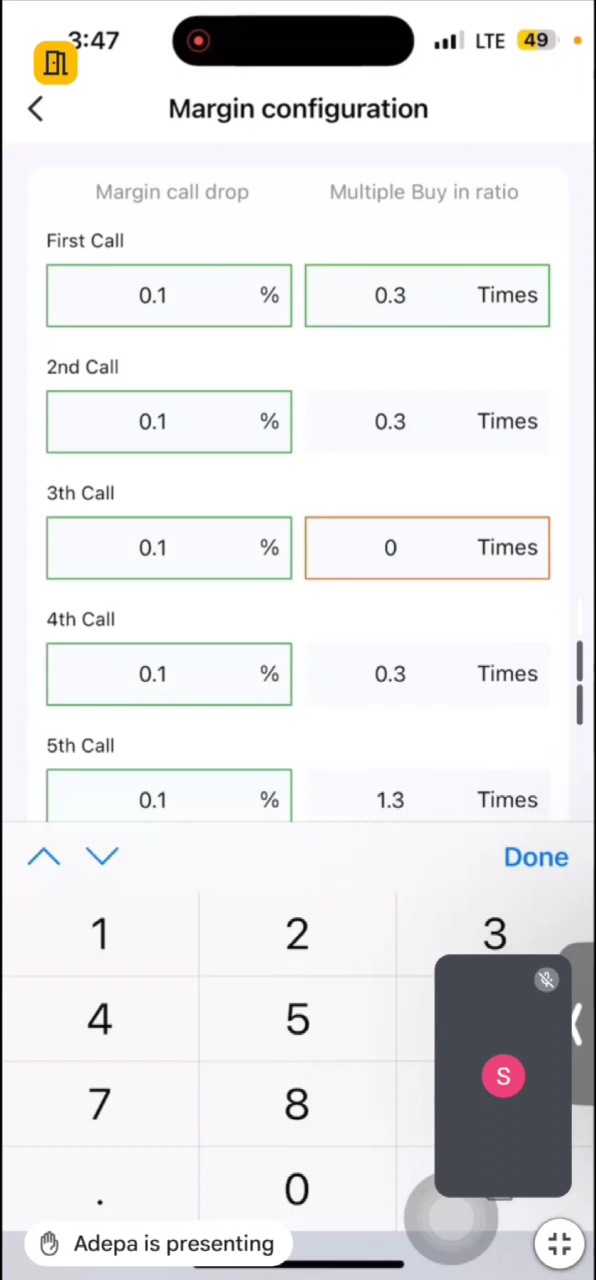 3:47
LTE 49
Margin configuration
Margin call drop Multiple Buy in ratio
First Call
0.1 % 0.3 Times
2nd Call
0.1 % 0.3 Times
3th Call
0.1 % 0 Times
4th Call
0.1 % 0.3 Times
5th Call
0.1 % 1.3 Times
Done
1 2 3
4 5
7 8
. 0
S
Adepa is presenting